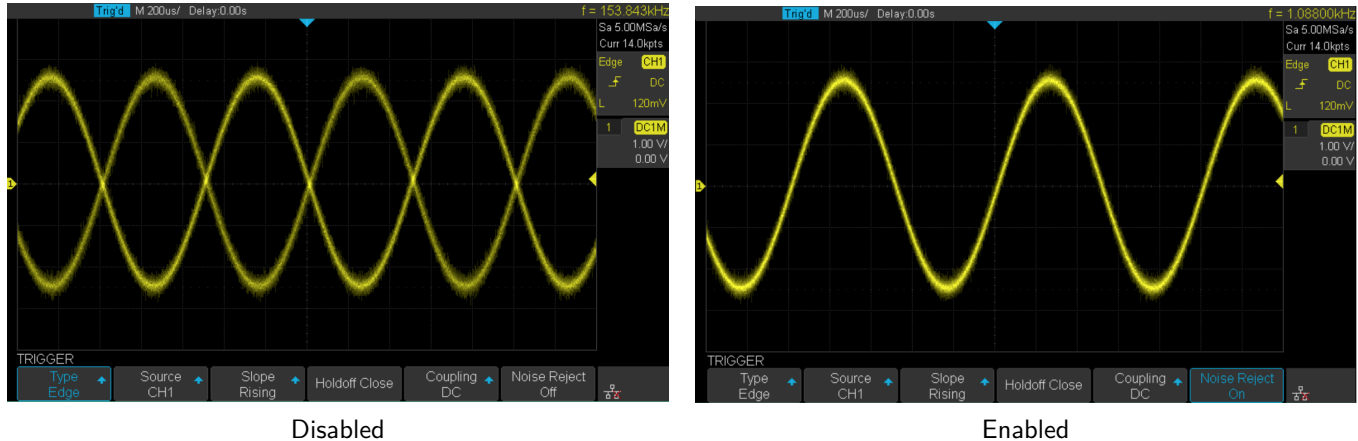 Trig'd M 200us/ Delay:0.00s f = 153.843kHz
Sa 5.00MSa/s
Curr 14.0kpts
Edge CH1
DC
L 120mV
1 DC1M
1.00 V/
0.00 V
1
TRIGGER
Type Source Slope Holdoff Close Coupling Noise Reject
Edge CH1 Rising DC Off
Disabled
Trig'd M 200us/ Delay:0.00s f = 1.08800kHz
Sa 5.00MSa/s
Curr 14.0kpts
Edge CH1
DC
L 120mV
1 DC1M
1.00 V/
0.00 V
1
TRIGGER
Type Source Slope Holdoff Close Coupling Noise Reject
Edge CH1 Rising DC On
Enabled